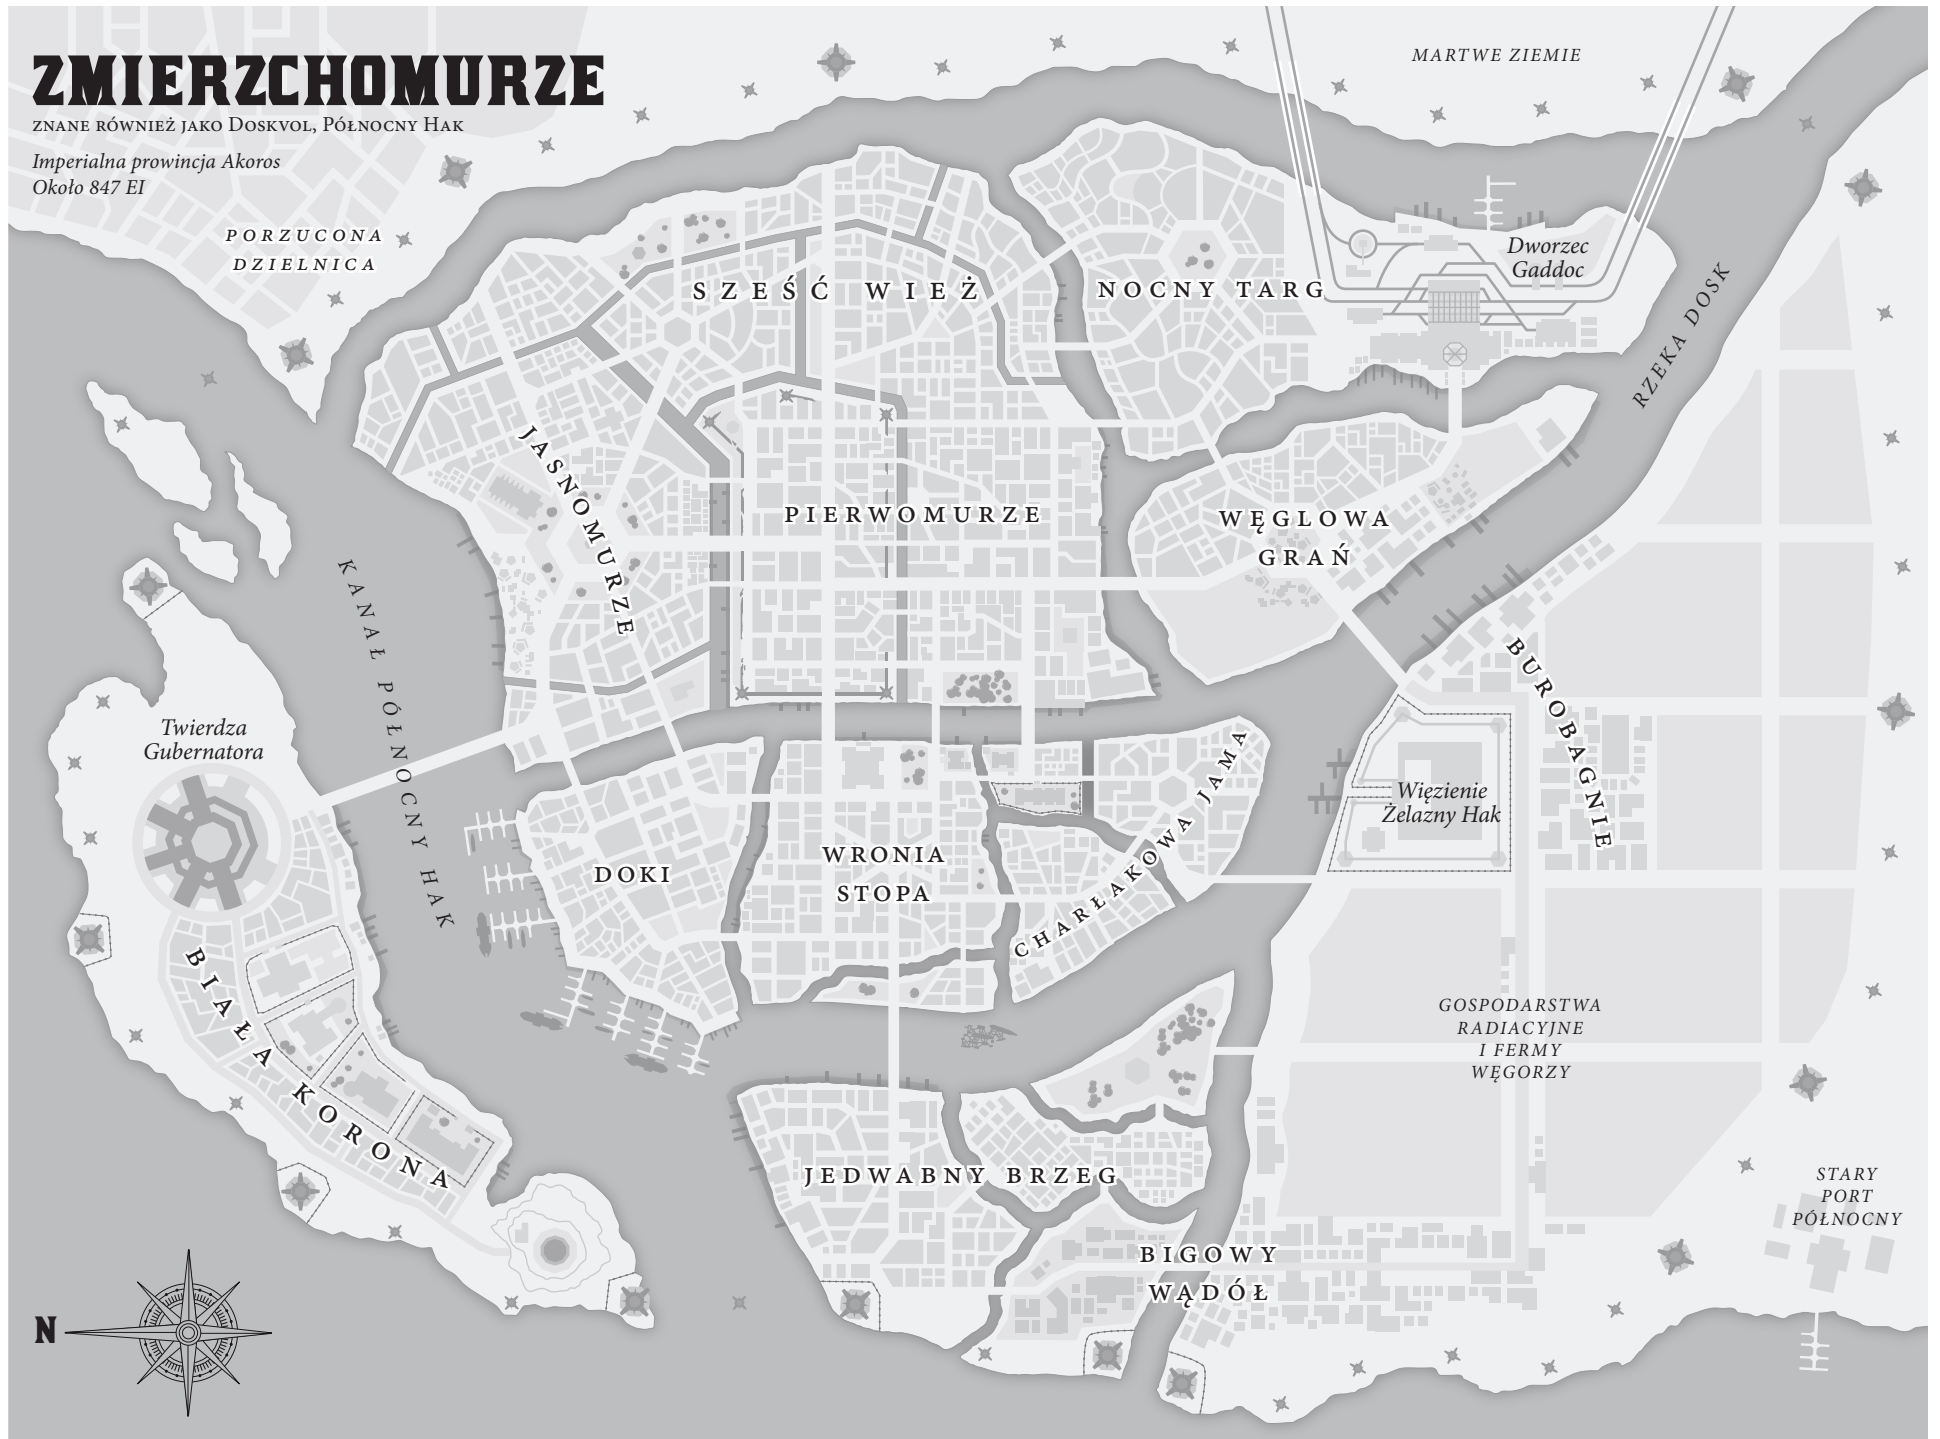 ZMIERZCHOMURZE
ZNANE RÓWNIEŻ JAKO DOSKVOL, PÓŁNOCNY HAK
Imperialna prowincja Akoros
Około 847 EI
MARTWE ZIEMIE
PORZUCONA
DZIELNICA
Dworzec
Gaddoc
SZEŚĆ WIEŻ
NOCNY TARG
RZEKA DOSK
JASNOMURZE
PIERWOMURZE
WĘGLOWA
GRAŃ
KANAŁ PÓŁNOCNY HAK
BUROBAGNIE
Twierdza
Gubernatora
Więzienie
Żelazny Hak
CHARŁAKOWA JAMA
WRONIA
STOPA
DOKI
BIAŁA KORONA
GOSPODARSTWA
RADIACYJNE
I FERMY
WĘGORZY
JEDWABNY BRZEG
STARY
PORT
PÓŁNOCNY
BIGOWY
WĄDÓŁ
N